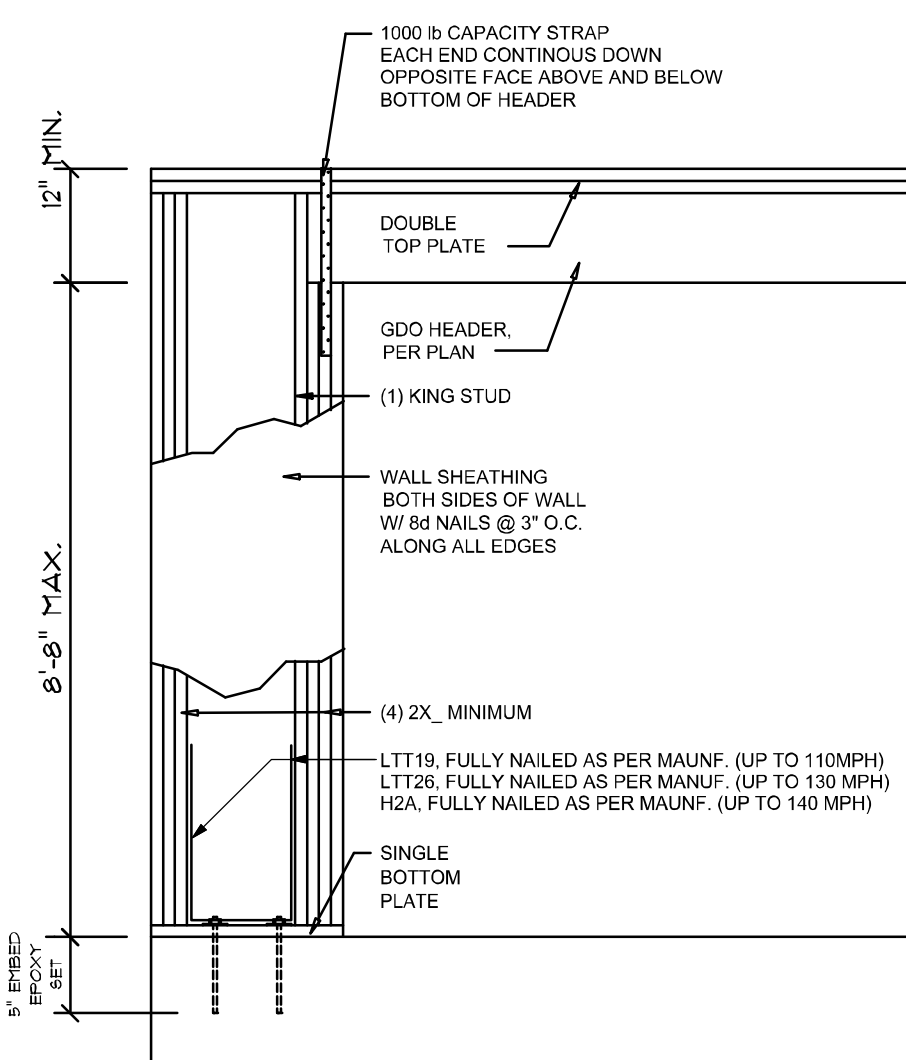 1000 lb CAPACITY STRAP
EACH END CONTINOUS DOWN
OPPOSITE FACE ABOVE AND BELOW
BOTTOM OF HEADER
12" MIN.
DOUBLE
TOP PLATE
GDO HEADER,
PER PLAN
(1) KING STUD
WALL SHEATHING
BOTH SIDES OF WALL
W/ 8d NAILS @ 3" O.C.
ALONG ALL EDGES
8'-8" MAX.
(4) 2X_ MINIMUM
LTT19, FULLY NAILED AS PER MAUNF. (UP TO 110MPH)
LTT26, FULLY NAILED AS PER MANUF. (UP TO 130 MPH)
H2A, FULLY NAILED AS PER MAUNF. (UP TO 140 MPH)
SINGLE
BOTTOM
PLATE
5" EMBED
EPOXY
SET